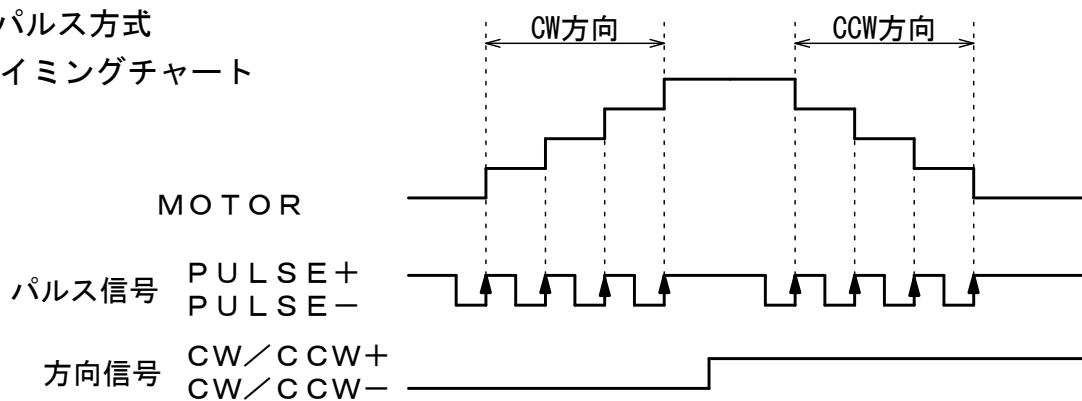 パルス方式
イミングチャート
CW方向
CCW方向
ＭＯＴＯＲ
パルス信号
ＰＵＬＳＥ＋
ＰＵＬＳＥ－
方向信号
ＣＷ／ＣＣＷ＋
ＣＷ／ＣＣＷ－